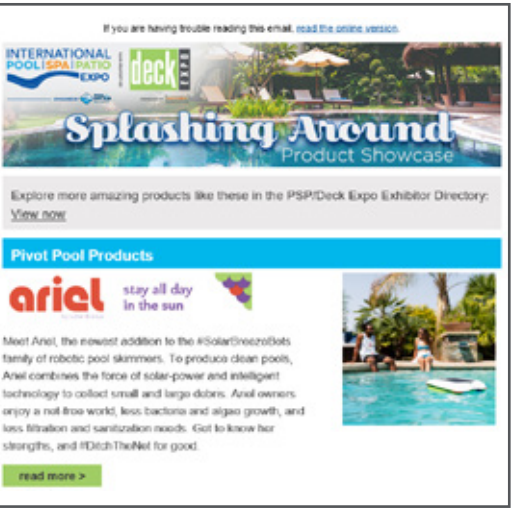 If you are having trouble reading this email, read the online version.
INTERNATIONAL
POOL|SPA|PATIO
EXPO
deck
EXPO
Splashing Around
Product Showcase
Explore more amazing products like these in the PSP/Deck Expo Exhibitor Directory:
View now
Pivot Pool Products
ariel
stay all day
in the sun
Meet Ariel, the newest addition to the #SolarBreezeBots
family of robotic pool skimmers. To produce clean pools,
Ariel combines the force of solar-power and intelligent
technology to collect small and large debris. Ariel owners
enjoy a net-free world, less bacteria and algae growth, and
less filtration and sanitization needs. Get to know her
strengths, and #DitchTheNet for good.
read more >